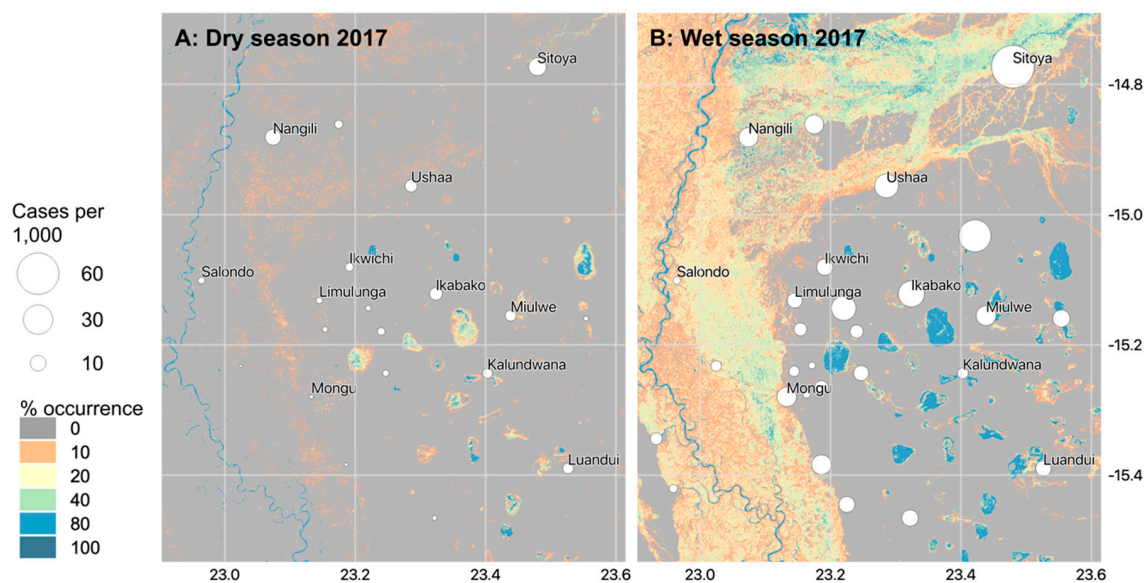 A: Dry season 2017
B: Wet season 2017
Sitoya
Nangili
Ushaa
Ikwichi
Salondo
Ikabako
Limulunga
Miulwe
Kalundwana
Mongu
Luandui
Sitoya
Nangili
Ushaa
Ikwichi
Salondo
Limulunga
Ikabako
Miulwe
Kalundwana
Mongu
Luandui
-14.8
-15.0
-15.2
-15.4
Cases per
1,000
60
30
10
% occurrence
0
10
20
40
80
100
23.0
23.2
23.4
23.6
23.0
23.2
23.4
23.6